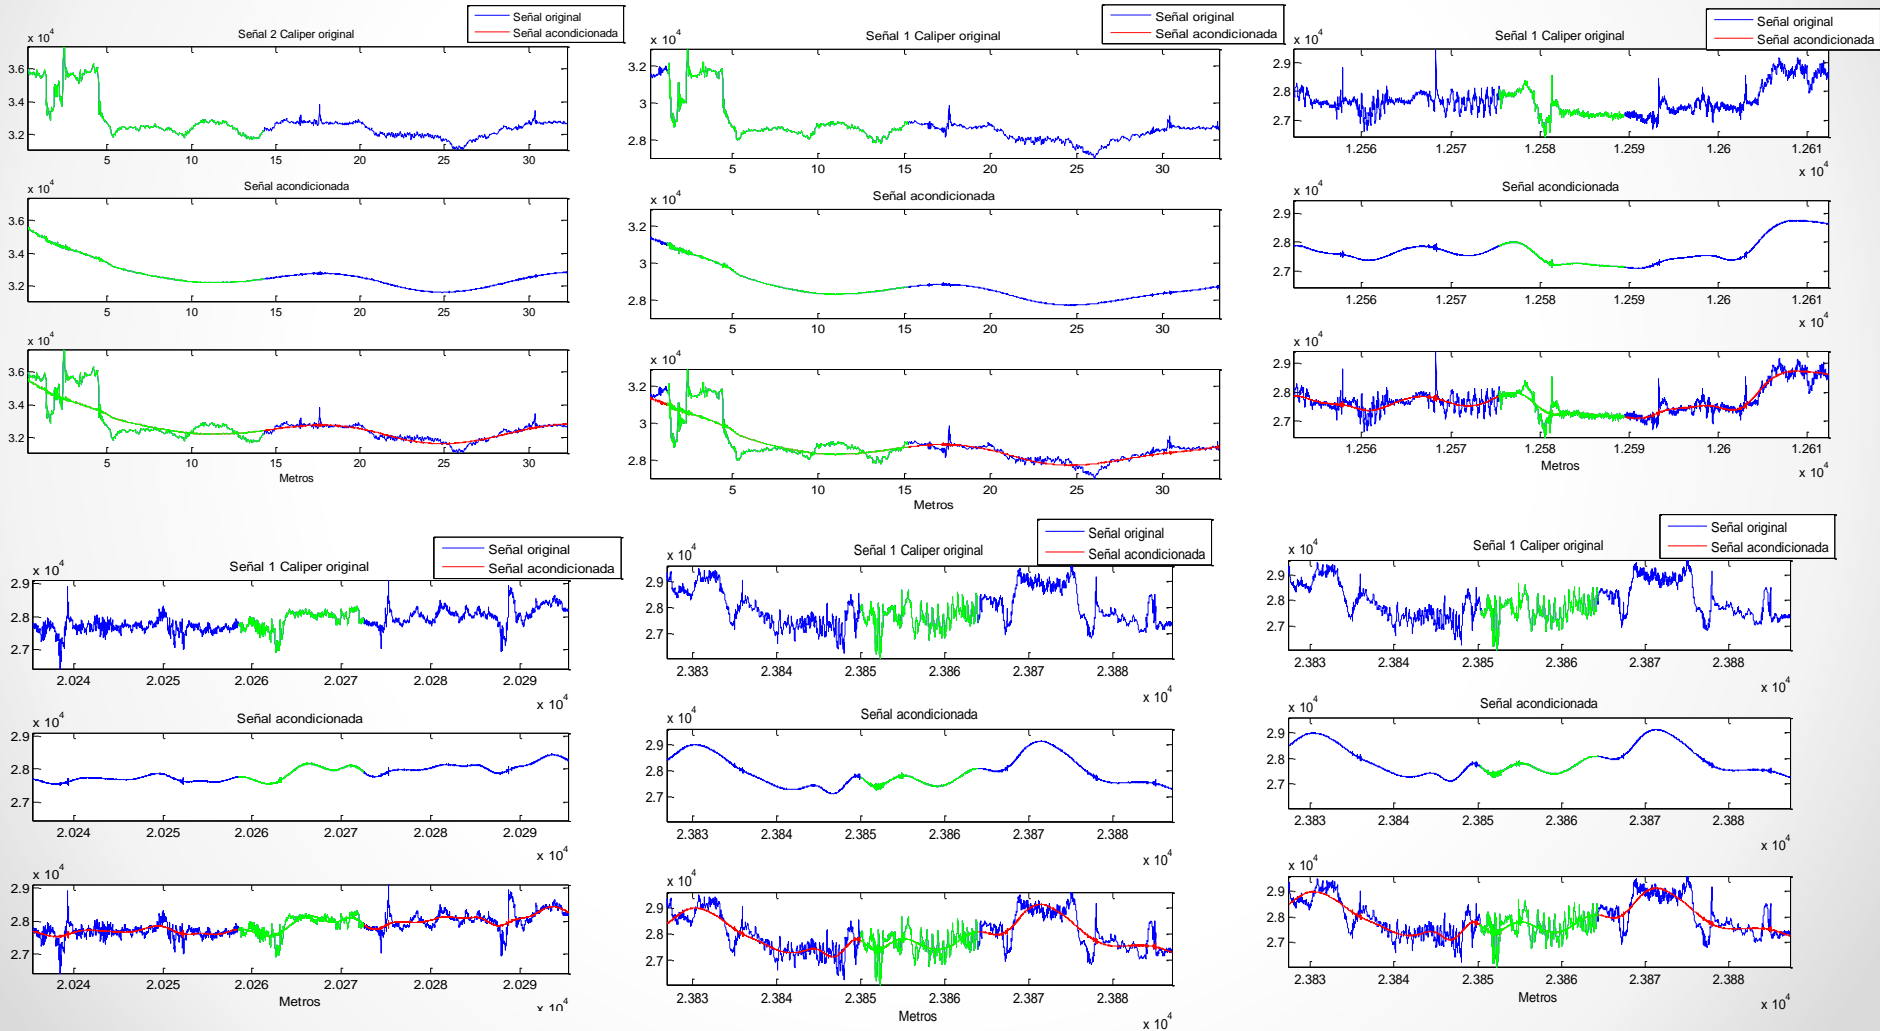 Señal original
Señal acondicionada
Señal 2 Caliper original
x 10^4
3.6
3.4
3.2
5 10 15 20 25 30
Señal acondicionada
x 10^4
3.6
3.4
3.2
5 10 15 20 25 30
x 10^4
3.6
3.4
3.2
5 10 15 20 25 30
Metros
Señal original
Señal acondicionada
Señal 1 Caliper original
x 10^4
3.2
3
2.8
5 10 15 20 25 30
Señal acondicionada
x 10^4
3.2
3
2.8
5 10 15 20 25 30
x 10^4
3.2
3
2.8
5 10 15 20 25 30
Metros
Señal original
Señal acondicionada
Señal 1 Caliper original
x 10^4
2.9
2.8
2.7
1.256 1.257 1.258 1.259 1.26 1.261
x 10^4
Señal acondicionada
x 10^4
2.9
2.8
2.7
1.256 1.257 1.258 1.259 1.26 1.261
x 10^4
x 10^4
2.9
2.8
2.7
1.256 1.257 1.258 1.259 1.26 1.261
Metros
x 10^4
Señal original
Señal acondicionada
Señal 1 Caliper original
x 10^4
2.9
2.8
2.7
2.024 2.025 2.026 2.027 2.028 2.029
x 10^4
Señal acondicionada
x 10^4
2.9
2.8
2.7
2.024 2.025 2.026 2.027 2.028 2.029
x 10^4
x 10^4
2.9
2.8
2.7
2.024 2.025 2.026 2.027 2.028 2.029
Metros
x 10^4
Señal original
Señal acondicionada
Señal 1 Caliper original
x 10^4
2.9
2.8
2.7
2.383 2.384 2.385 2.386 2.387 2.388
x 10^4
Señal acondicionada
x 10^4
2.9
2.8
2.7
2.383 2.384 2.385 2.386 2.387 2.388
x 10^4
x 10^4
2.9
2.8
2.7
2.383 2.384 2.385 2.386 2.387 2.388
Metros
x 10^4
Señal original
Señal acondicionada
Señal 1 Caliper original
x 10^4
2.9
2.8
2.7
2.383 2.384 2.385 2.386 2.387 2.388
x 10^4
Señal acondicionada
x 10^4
2.9
2.8
2.7
2.383 2.384 2.385 2.386 2.387 2.388
x 10^4
x 10^4
2.9
2.8
2.7
2.383 2.384 2.385 2.386 2.387 2.388
Metros
x 10^4